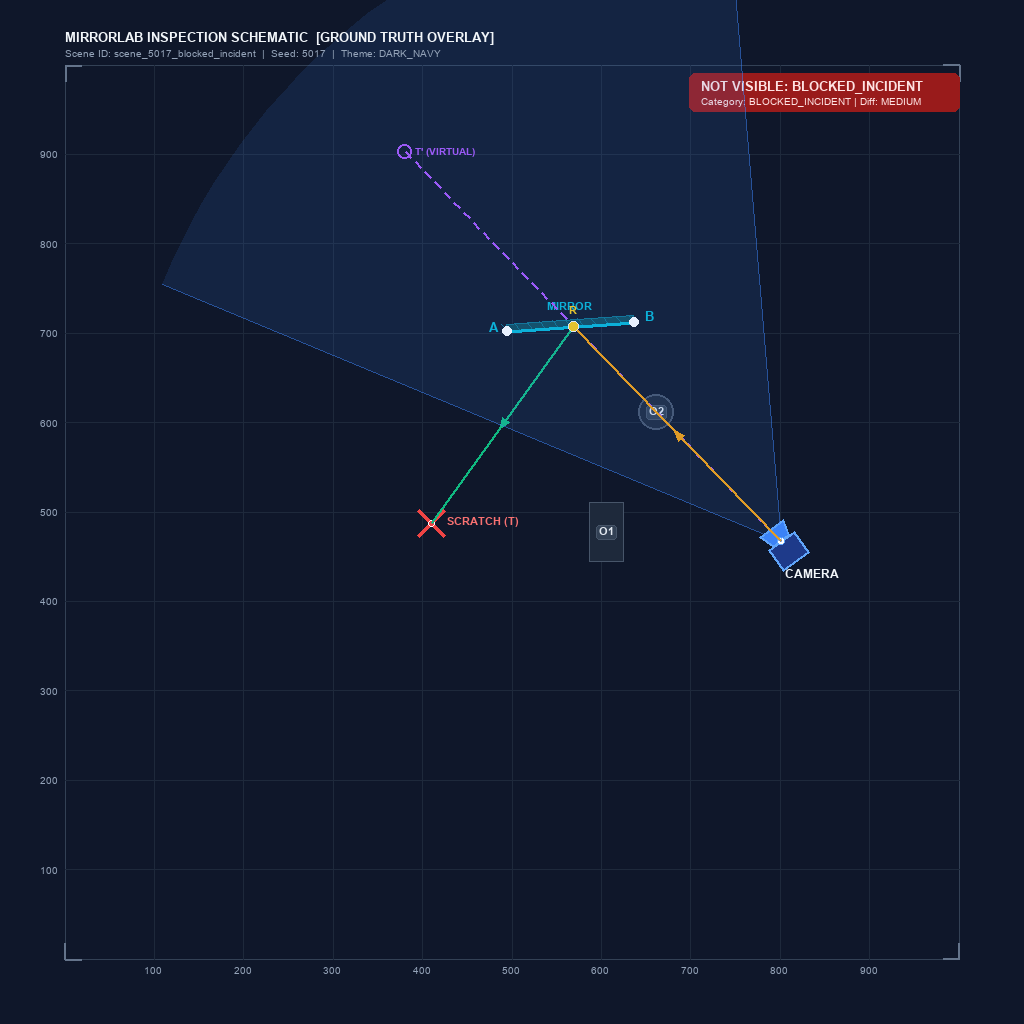 MIRRORLAB INSPECTION SCHEMATIC [GROUND TRUTH OVERLAY]
Scene ID: scene_5017_blocked_incident | Seed: 5017 | Theme: DARK_NAVY
NOT VISIBLE: BLOCKED_INCIDENT
Category: BLOCKED_INCIDENT | Diff: MEDIUM
900
T' (VIRTUAL)
800
MIRROR
R
A
B
700
O2
600
500
SCRATCH (T)
O1
CAMERA
400
300
200
100
100 200 300 400 500 600 700 800 900